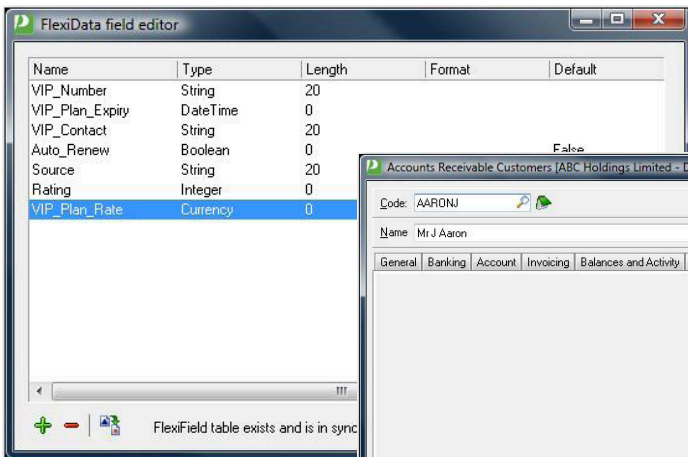 FlexiData field editor
Name Type Length Format Default
VIP_Number String 20
VIP_Plan_Expiry DateTime 0
VIP_Contact String 20
Auto_Renew Boolean 0 False
Source String 20
Rating Integer 0
VIP_Plan_Rate Currency 0
FlexiField table exists and is in sync
Accounts Receivable Customers [ABC Holdings Limited - D
Code: AARONJ
Name Mr J Aaron
General Banking Account Invoicing Balances and Activity